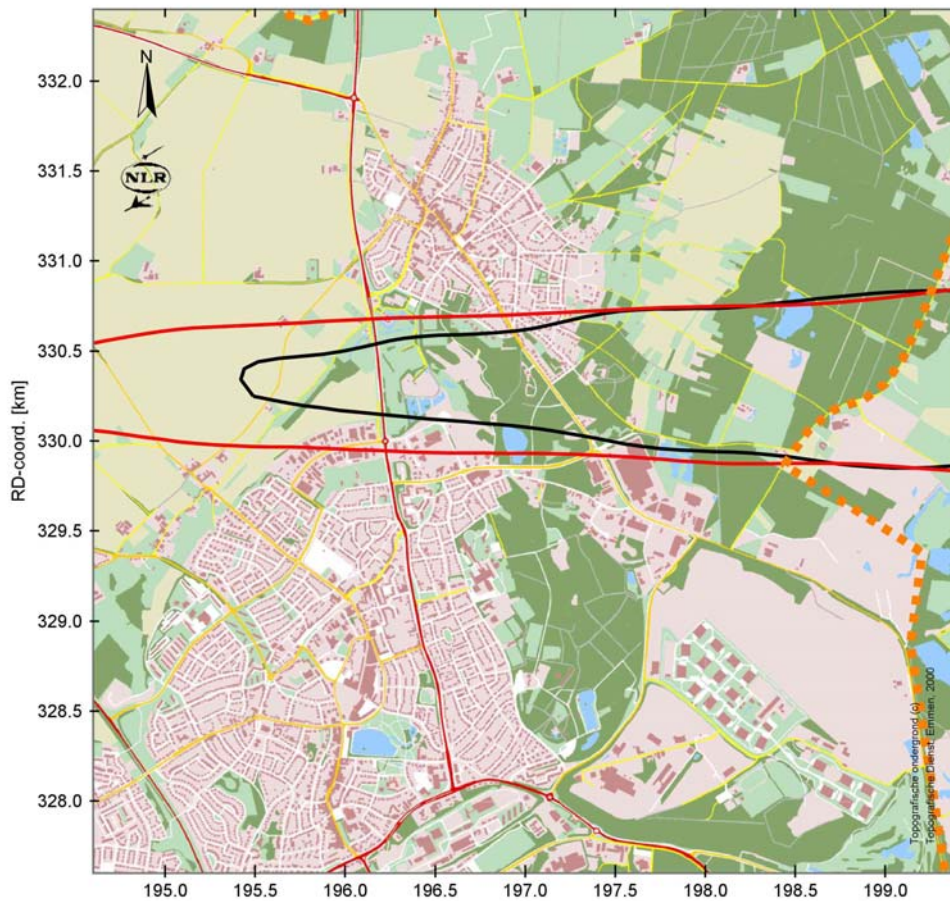 332.0
N
331.5
NLR
331.0
330.5
RD-coord. [km]
330.0
329.5
329.0
328.5
328.0
Topografische ondergrond (c)
Topografische Dienst, Emmen, 2000
195.0 195.5 196.0 196.5 197.0 197.5 198.0 198.5 199.0